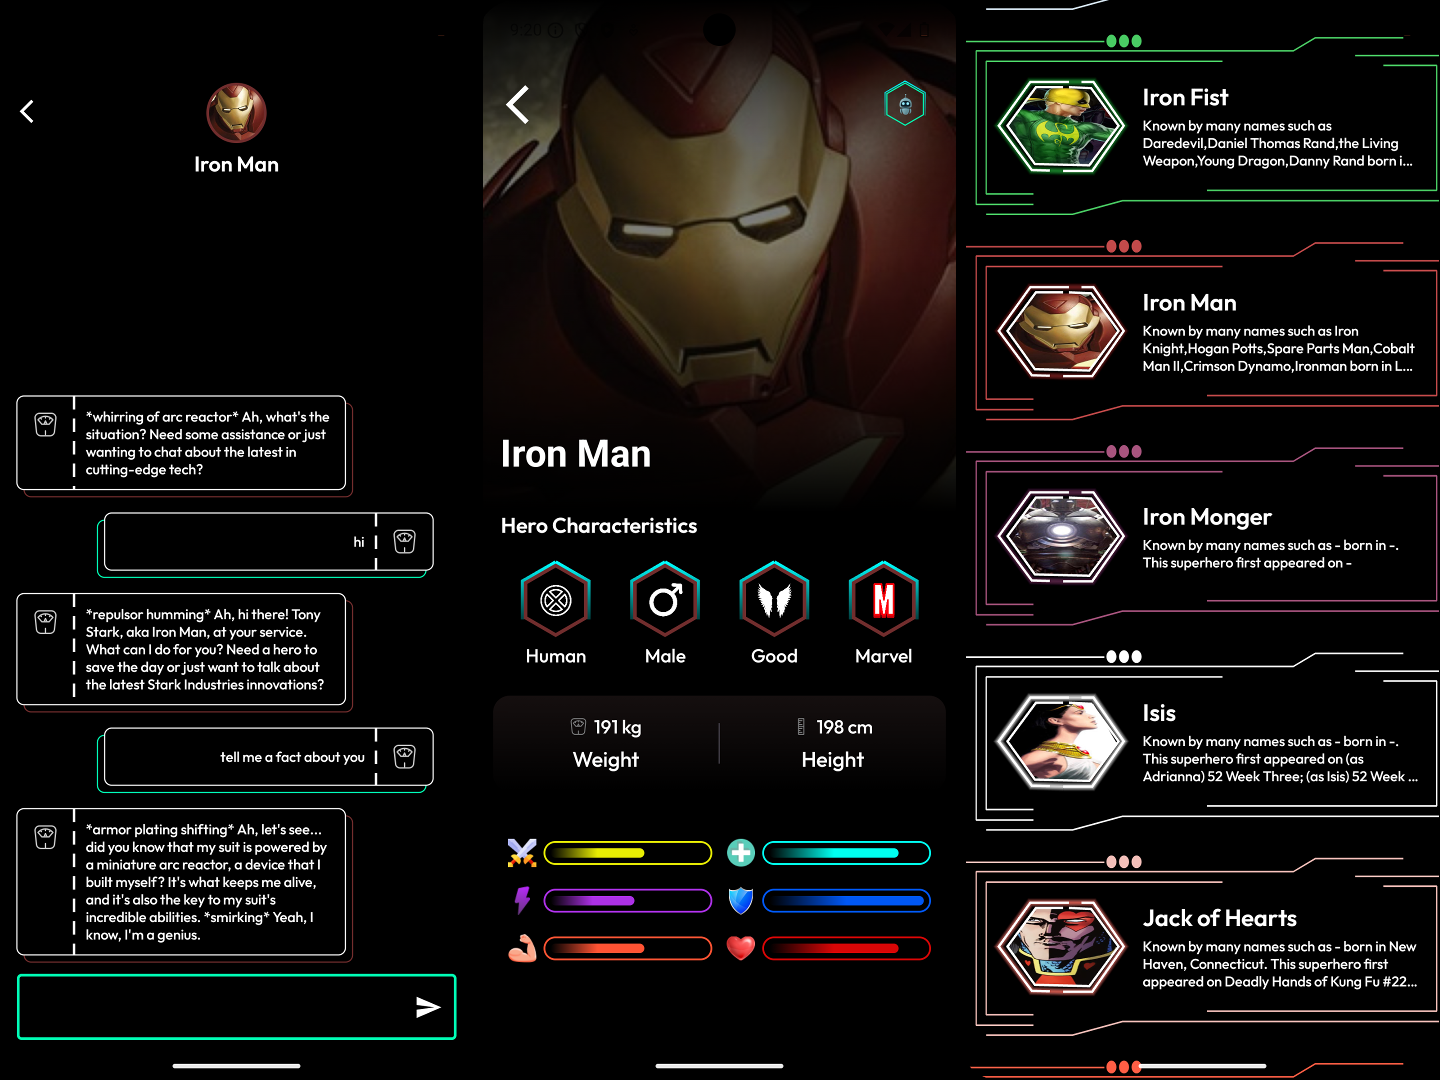 Iron Man
*whirring of arc reactor* Ah, what's the
situation? Need some assistance or just
wanting to chat about the latest in
cutting-edge tech?
hi
*repulsor humming* Ah, hi there! Tony
Stark, aka Iron Man, at your service.
What can I do for you? Need a hero to
save the day or just want to talk about
the latest Stark Industries innovations?
tell me a fact about you
*armor plating shifting* Ah, let's see...
did you know that my suit is powered by
a miniature arc reactor, a device that I
built myself? It's what keeps me alive,
and it's also the key to my suit's
incredible abilities. *smirking* Yeah, I
know, I'm a genius.
9:20
Iron Man
Hero Characteristics
Human
Male
Good
M
Marvel
191 kg
Weight
198 cm
Height
Iron Fist
Known by many names such as
Daredevil,Daniel Thomas Rand,the Living
Weapon,Young Dragon,Danny Rand born i...
Iron Man
Known by many names such as Iron
Knight,Hogan Potts,Spare Parts Man,Cobalt
Man II,Crimson Dynamo,Ironman born in L...
Iron Monger
Known by many names such as - born in -.
This superhero first appeared on -
Isis
Known by many names such as - born in -.
This superhero first appeared on (as
Adrianna) 52 Week Three; (as Isis) 52 Week ...
Jack of Hearts
Known by many names such as - born in New
Haven, Connecticut. This superhero first
appeared on Deadly Hands of Kung Fu #22...